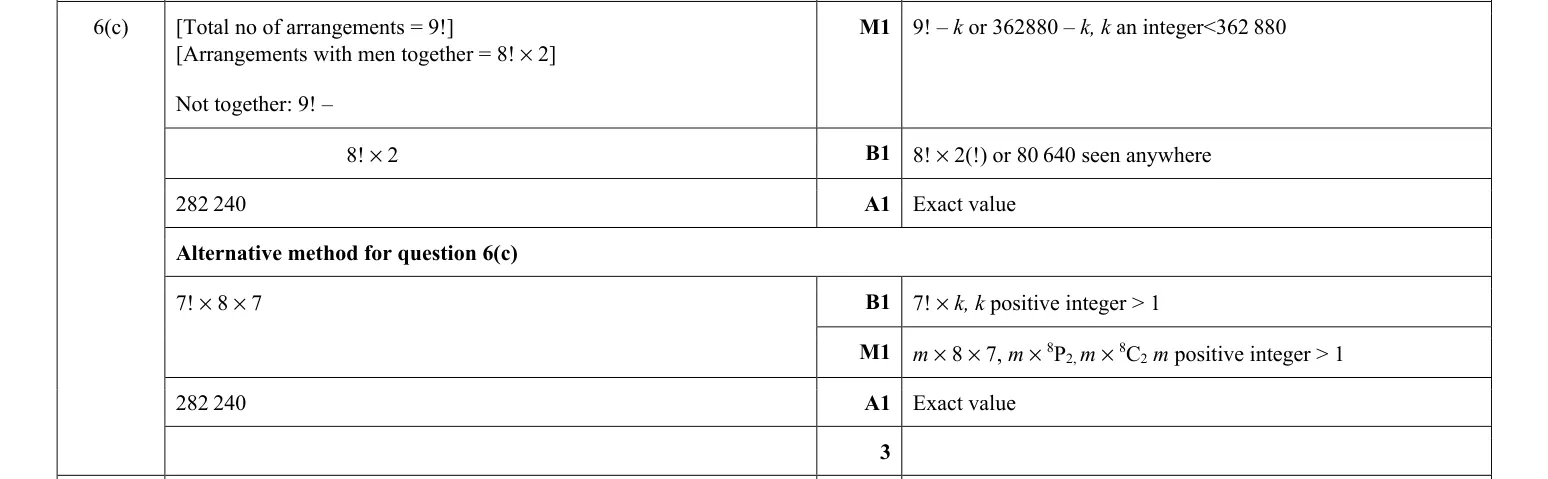 6(c) [Total no of arrangements = 9!] M1 9! – k or 362880 – k, k an integer<362 880
[Arrangements with men together = 8! × 2]
Not together: 9! –
8! × 2 B1 8! × 2(!) or 80 640 seen anywhere
282 240 A1 Exact value
Alternative method for question 6(c)
7! × 8 × 7 B1 7! × k, k positive integer > 1
M1 m × 8 × 7, m × ⁸P₂, m × ⁸C₂ m positive integer > 1
282 240 A1 Exact value
3